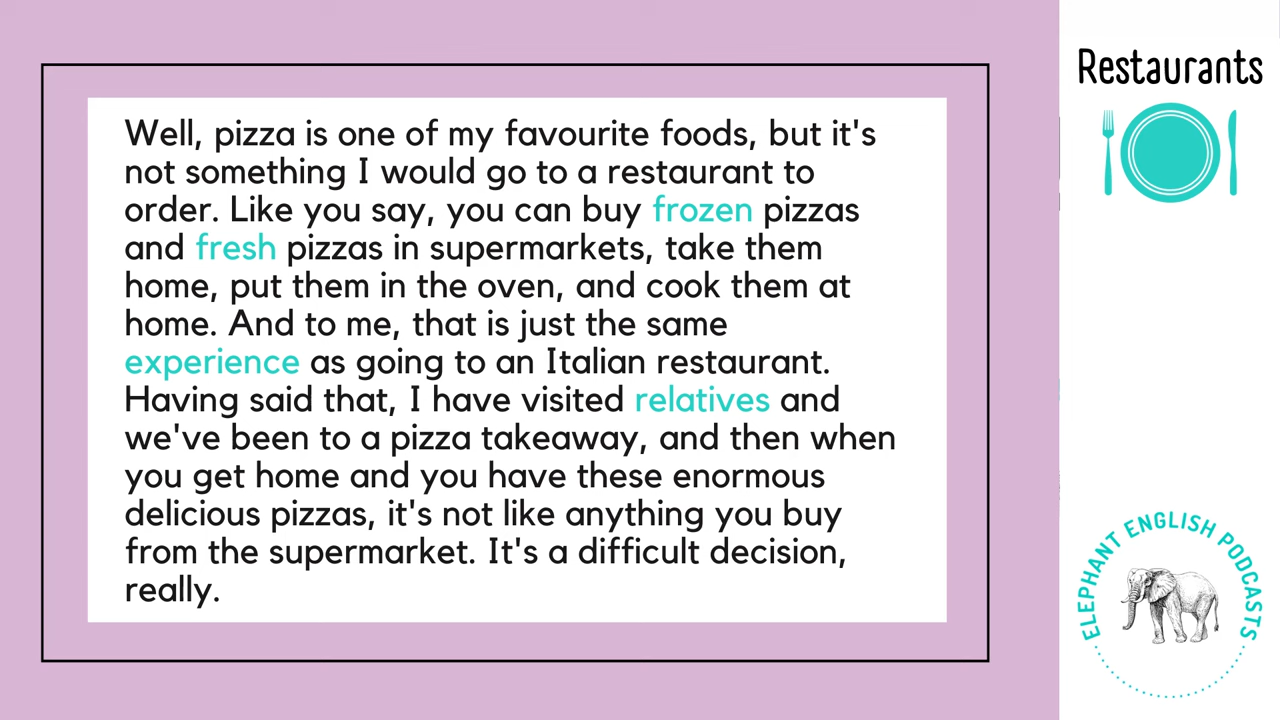 Well, pizza is one of my favourite foods, but it's
not something I would go to a restaurant to
order. Like you say, you can buy frozen pizzas
and fresh pizzas in supermarkets, take them
home, put them in the oven, and cook them at
home. And to me, that is just the same
experience as going to an Italian restaurant.
Having said that, I have visited relatives and
we've been to a pizza takeaway, and then when
you get home and you have these enormous
delicious pizzas, it's not like anything you buy
from the supermarket. It's a difficult decision,
really.
Restaurants
ELEPHANT ENGLISH PODCASTS